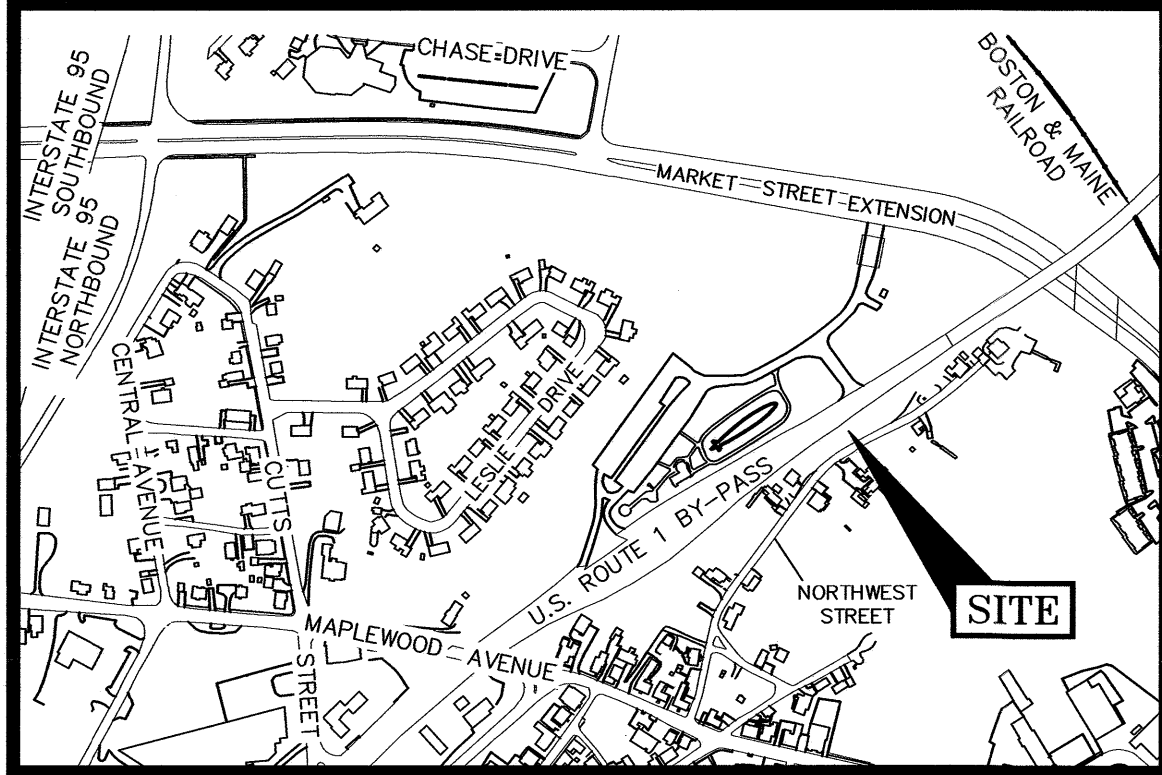 CHASE DRIVE
INTERSTATE 95
SOUTHBOUND
INTERSTATE 95
NORTHBOUND
BOSTON & MAINE
RAILROAD
MARKET STREET EXTENSION
CENTRAL AVENUE
CUTTS
STREET
LESLIE DRIVE
U.S. ROUTE 1 BY-PASS
NORTHWEST
STREET
SITE
MAPLEWOOD AVENUE